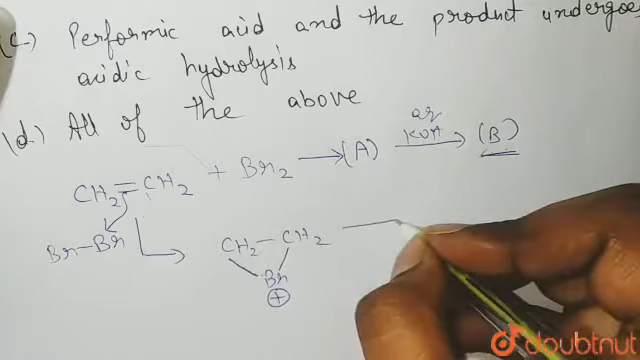 (C) Performic acid and the product undergoes
acidic hydrolysis
(d.) All of the above
CH2=CH2 + Br2 → (A) aq KOH → (B)
Br-Br
CH2-CH2
Br
+
doubtnut